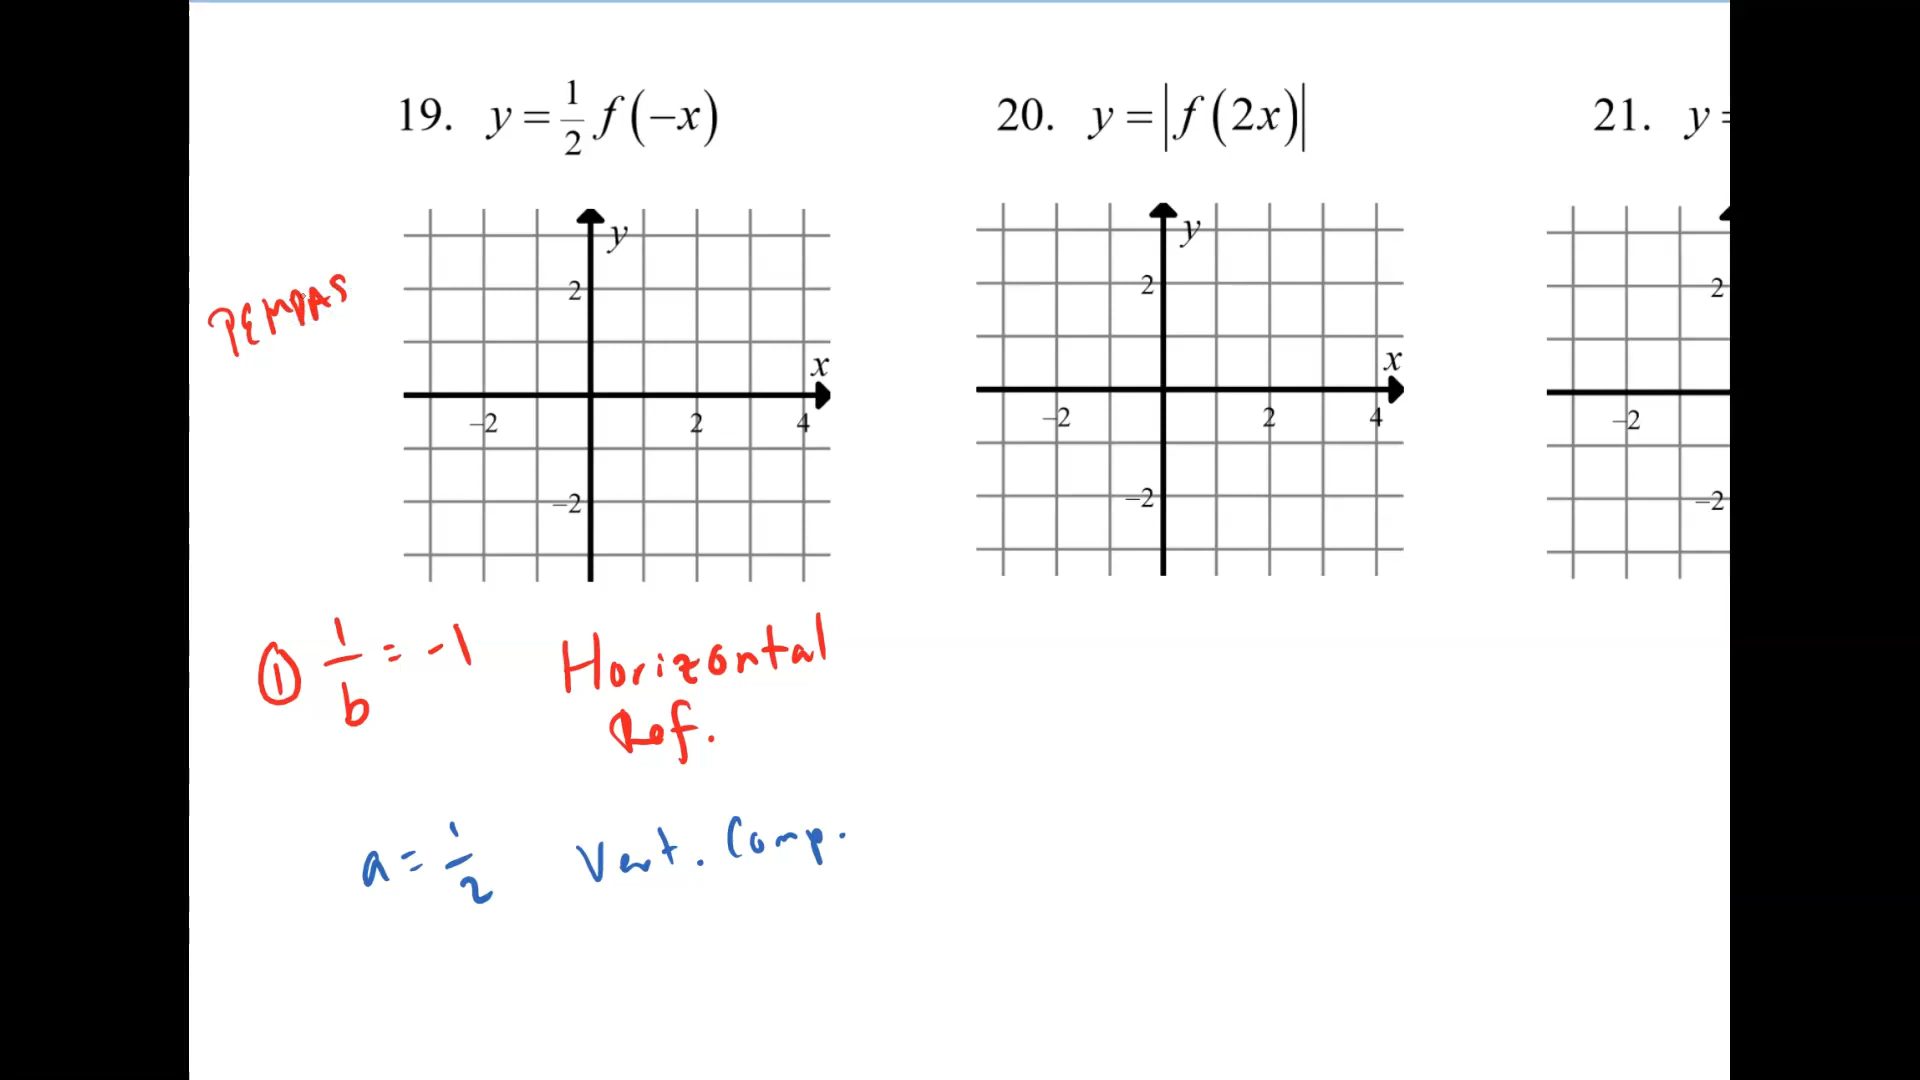 19. y = 1/2 f(−x)
20. y = |f(2x)|
21. y =
y
2
x
−2 2 4
−2
y
2
x
−2 2 4
−2
2
−2
−2
PEMDAS
① 1/b = -1 Horizontal
Ref.
a = 1/2 Vert. Comp.